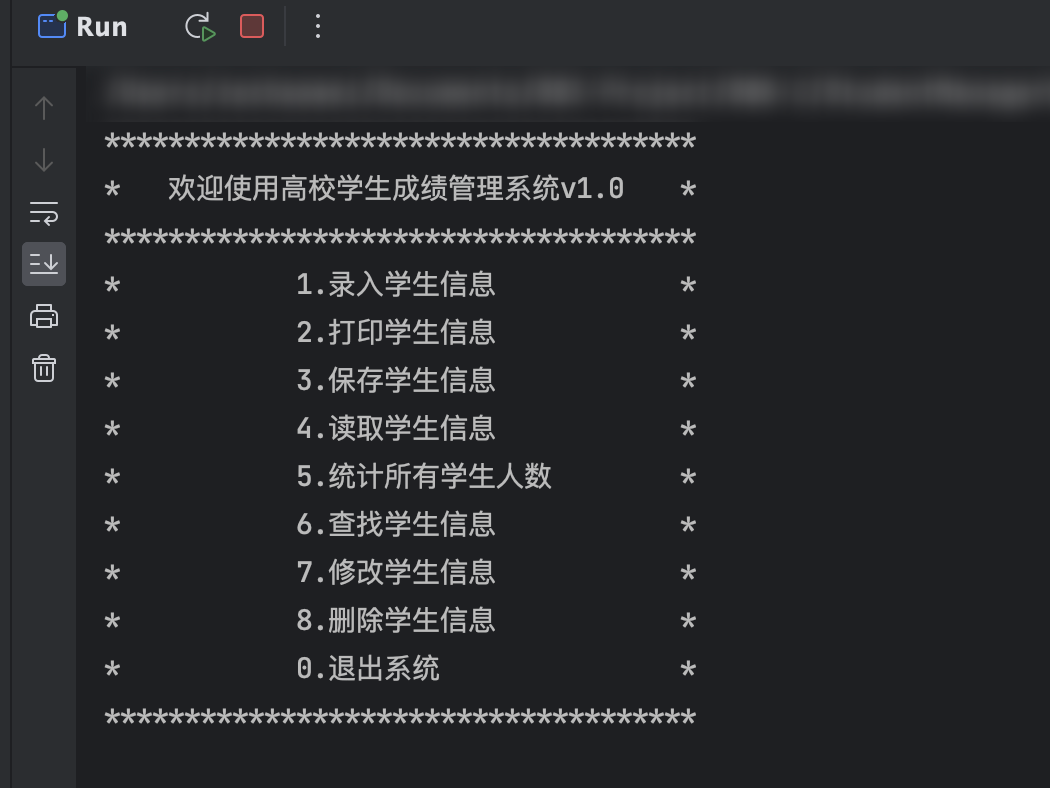 Run
*************************************
*   欢迎使用高校学生成绩管理系统v1.0   *
*************************************
*           1.录入学生信息           *
*           2.打印学生信息           *
*           3.保存学生信息           *
*           4.读取学生信息           *
*           5.统计所有学生人数        *
*           6.查找学生信息           *
*           7.修改学生信息           *
*           8.删除学生信息           *
*           0.退出系统              *
*************************************